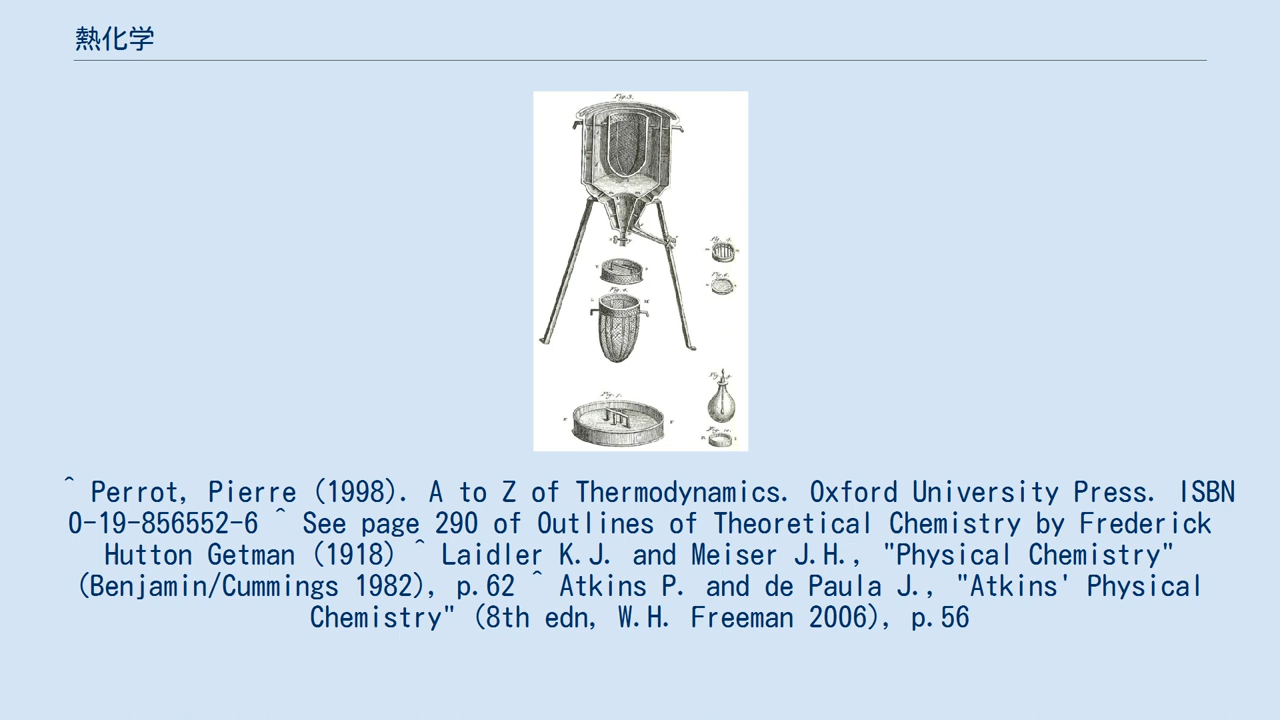 熱化学
Fig. 3.
^ Perrot, Pierre (1998). A to Z of Thermodynamics. Oxford University Press. ISBN
0-19-856552-6 ^ See page 290 of Outlines of Theoretical Chemistry by Frederick
Hutton Getman (1918) ^ Laidler K.J. and Meiser J.H., "Physical Chemistry"
(Benjamin/Cummings 1982), p.62 ^ Atkins P. and de Paula J., "Atkins' Physical
Chemistry" (8th edn, W.H. Freeman 2006), p.56